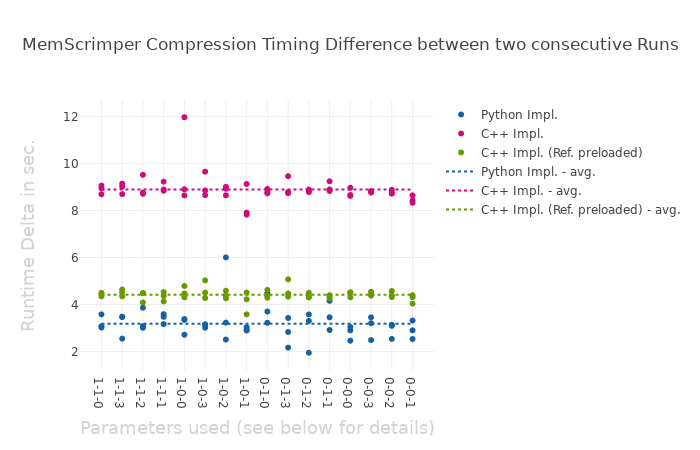 MemScrimper Compression Timing Difference between two consecutive Runs
12
10
8
6
4
2
Runtime Delta in sec.
1-1-0
1-1-3
1-1-2
1-1-1
1-0-0
1-0-3
1-0-2
1-0-1
0-1-0
0-1-3
0-1-2
0-1-1
0-0-0
0-0-3
0-0-2
0-0-1
Parameters used (see below for details)
Python Impl.
C++ Impl.
C++ Impl. (Ref. preloaded)
Python Impl. - avg.
C++ Impl. - avg.
C++ Impl. (Ref. preloaded) - avg.